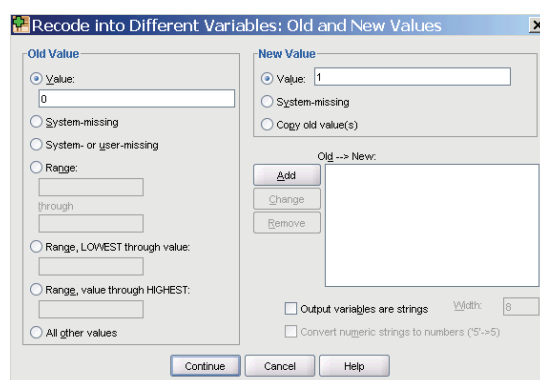 Recode into Different Variables: Old and New Values
Old Value
Value:
0
System-missing
System- or user-missing
Range:
through
Range, LOWEST through value:
Range, value through HIGHEST:
All other values
New Value
Value: 1
System-missing
Copy old value(s)
Old --> New:
Add
Change
Remove
Output variables are strings Width: 8
Convert numeric strings to numbers ('5'->5)
Continue Cancel Help